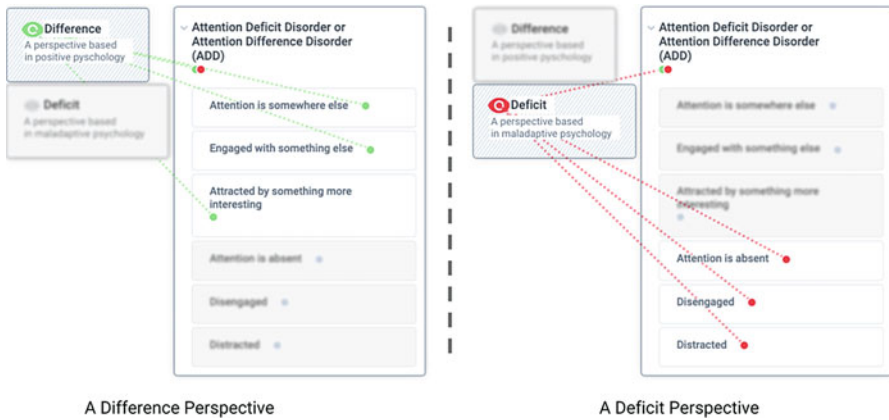 Difference
A perspective based
in positive pyschology
Deficit
A perspective based
in maladaptive psychology
Attention Deficit Disorder or
Attention Difference Disorder
(ADD)
Attention is somewhere else
Engaged with something else
Attracted by something more
interesting
Attention is absent
Disengaged
Distracted
A Difference Perspective
Difference
A perspective based
in positive pyschology
Deficit
A perspective based
in maladaptive psychology
Attention Deficit Disorder or
Attention Difference Disorder
(ADD)
Attention is somewhere else
Engaged with something else
Attracted by something more
interesting
Attention is absent
Disengaged
Distracted
A Deficit Perspective